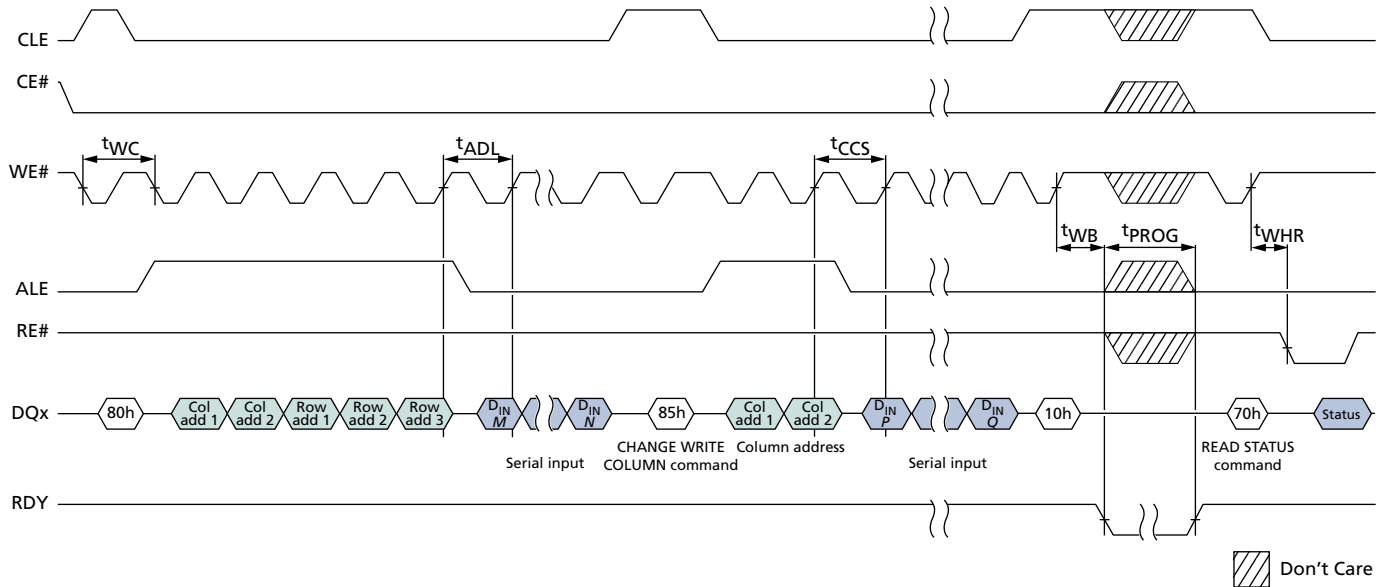 CLE
CE#
tWC
tADL
tCCS
WE#
tWB
tPROG
tWHR
ALE
RE#
DQx
80h
Col add 1
Col add 2
Row add 1
Row add 2
Row add 3
DIN M
DIN N
85h
Col add 1
Col add 2
DIN P
DIN Q
10h
70h
Status
Serial input
CHANGE WRITE
COLUMN command
Column address
Serial input
READ STATUS
command
RDY
Don't Care